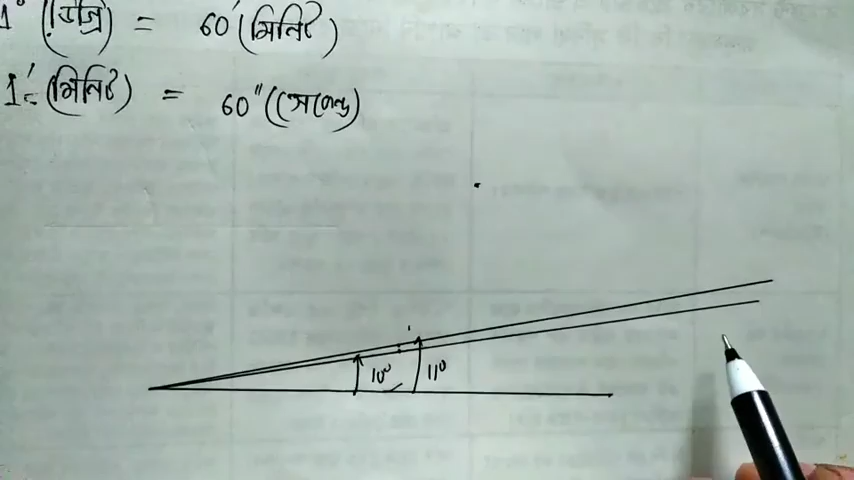 1° (ডিগ্রি) = 60′ (মিনিট)
1′ = (মিনিট) = 60″ (সেকেন্ড)
10° 11°